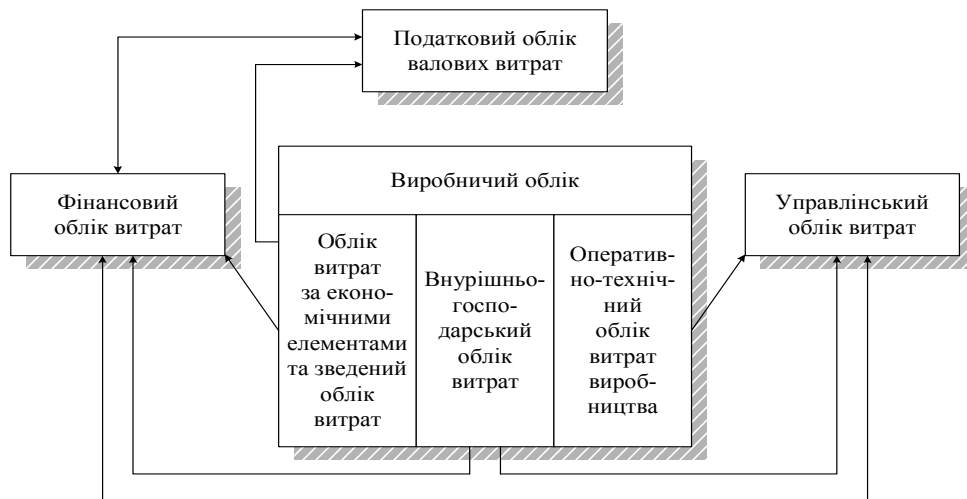 Податковий облік
валових витрат
Виробничий облік
Фінансовий
облік витрат
Управлінський
облік витрат
Облік
витрат
за еконо-
мічними
елементами
та зведений
облік
витрат
Внурішньо-
госпо-
дарський
облік
витрат
Оператив-
но-техніч-
ний
облік
витрат
вироб-
ництва